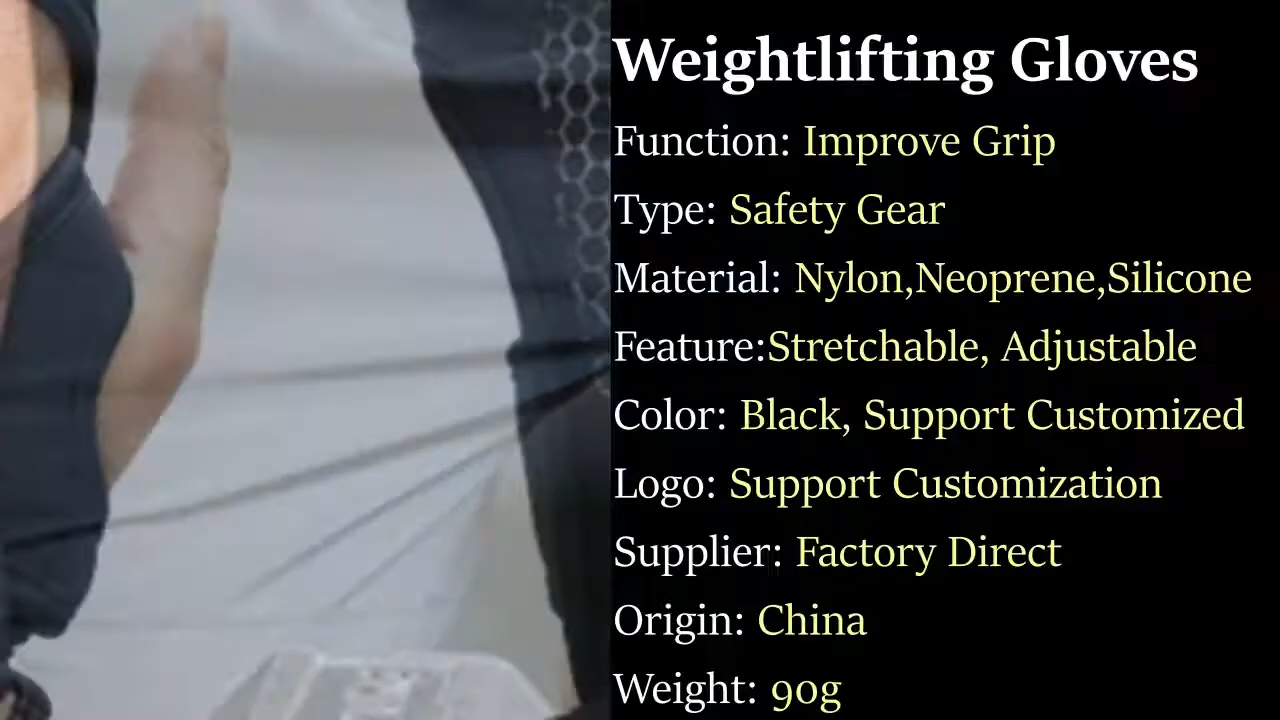 Weightlifting Gloves
Function: Improve Grip
Type: Safety Gear
Material: Nylon,Neoprene,Silicone
Feature:Stretchable, Adjustable
Color: Black, Support Customized
Logo: Support Customization
Supplier: Factory Direct
Origin: China
Weight: 90g